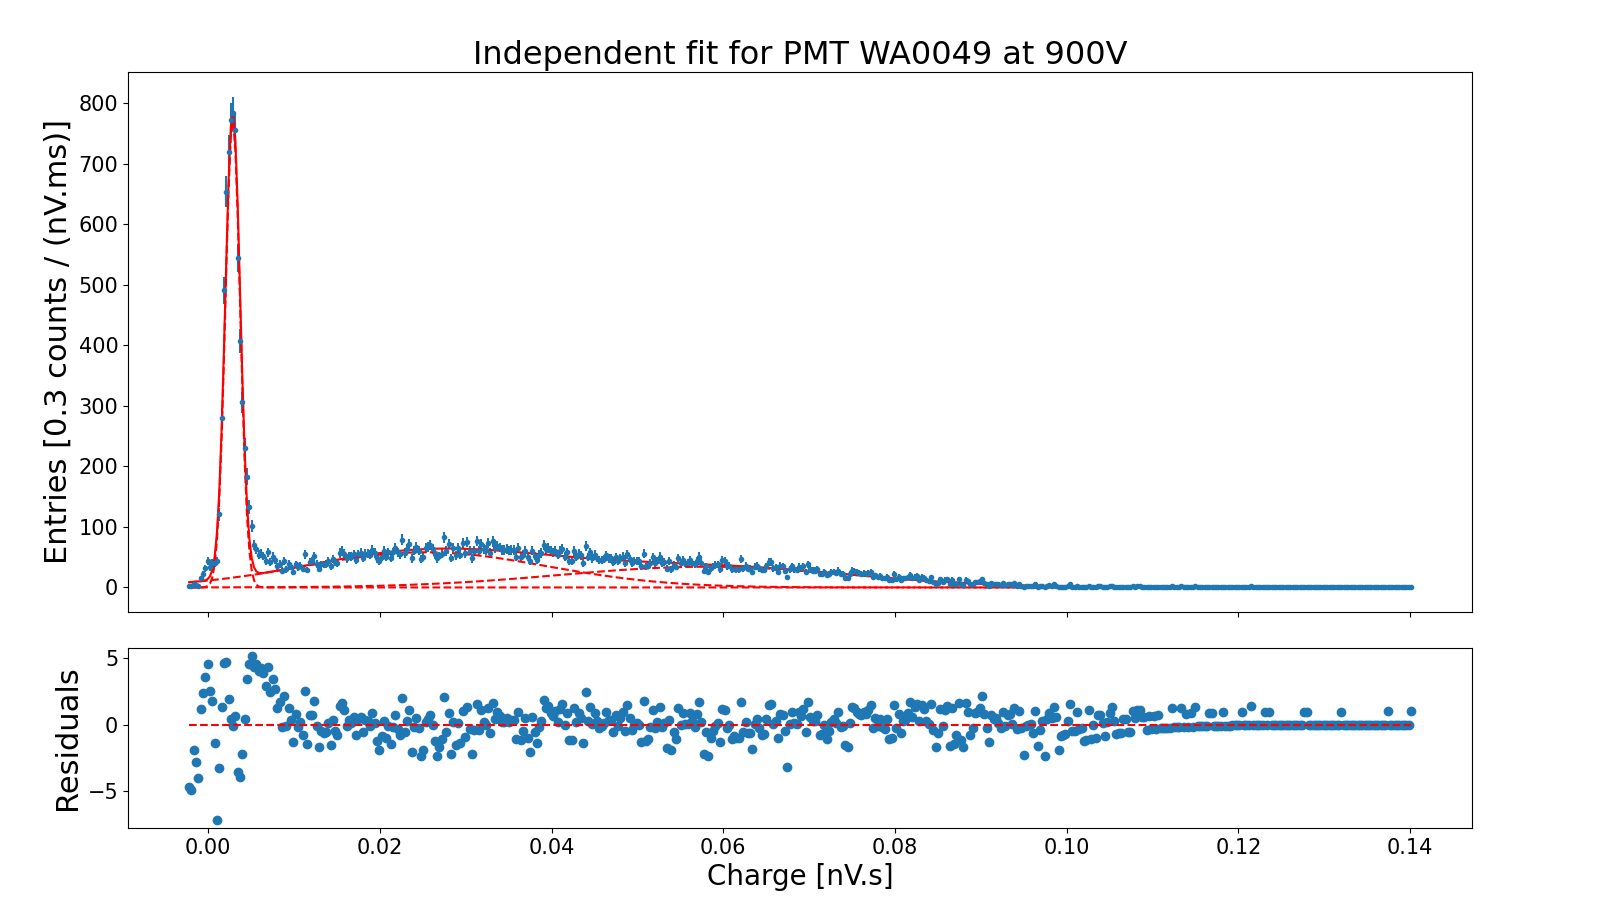 Independent fit for PMT WA0049 at 900V
Entries [0.3 counts / (nV.ms)]
800
700
600
500
400
300
200
100
0
Residuals
5
0
−5
0.00 0.02 0.04 0.06 0.08 0.10 0.12 0.14
Charge [nV.s]